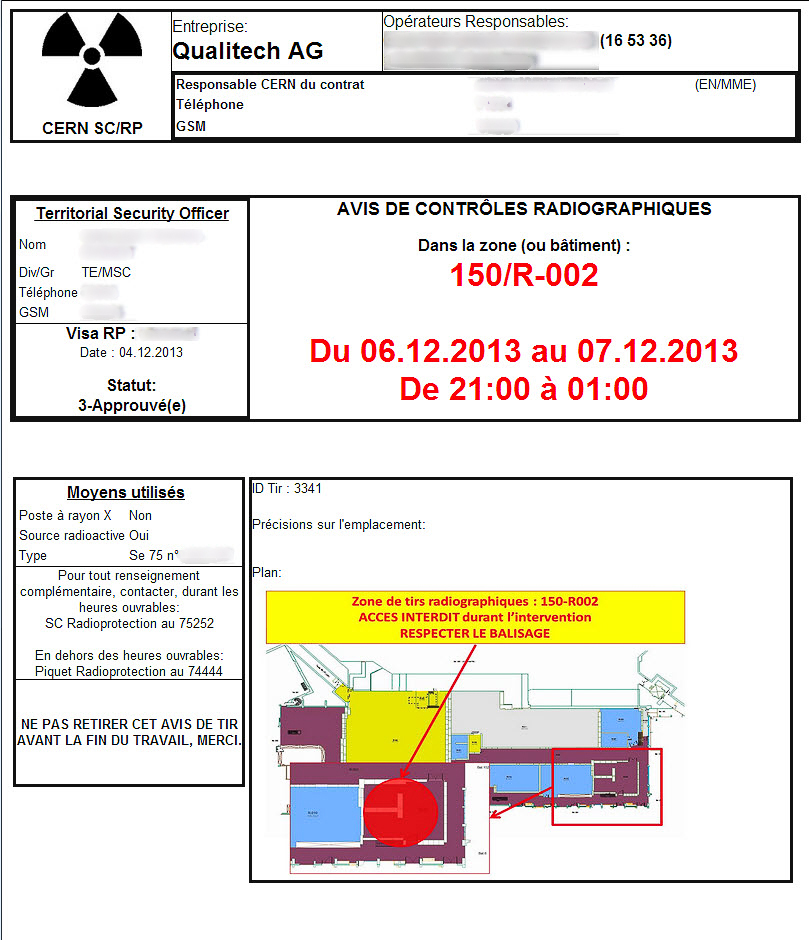 Entreprise:
Qualitech AG
Opérateurs Responsables:
(16 53 36)
CERN SC/RP
Responsable CERN du contrat
(EN/MME)
Téléphone
GSM
Territorial Security Officer
Nom
Div/Gr TE/MSC
Téléphone
GSM
Visa RP :
Date : 04.12.2013
Statut:
3-Approuvé(e)
AVIS DE CONTRÔLES RADIOGRAPHIQUES
Dans la zone (ou bâtiment) :
150/R-002
Du 06.12.2013 au 07.12.2013
De 21:00 à 01:00
Moyens utilisés
Poste à rayon X Non
Source radioactive Oui
Type Se 75 n°
Pour tout renseignement
complémentaire, contacter, durant les
heures ouvrables:
SC Radioprotection au 75252
En dehors des heures ouvrables:
Piquet Radioprotection au 74444
NE PAS RETIRER CET AVIS DE TIR
AVANT LA FIN DU TRAVAIL, MERCI.
ID Tir : 3341
Précisions sur l'emplacement:
Plan:
Zone de tirs radiographiques : 150-R002
ACCES INTERDIT durant l'intervention
RESPECTER LE BALISAGE